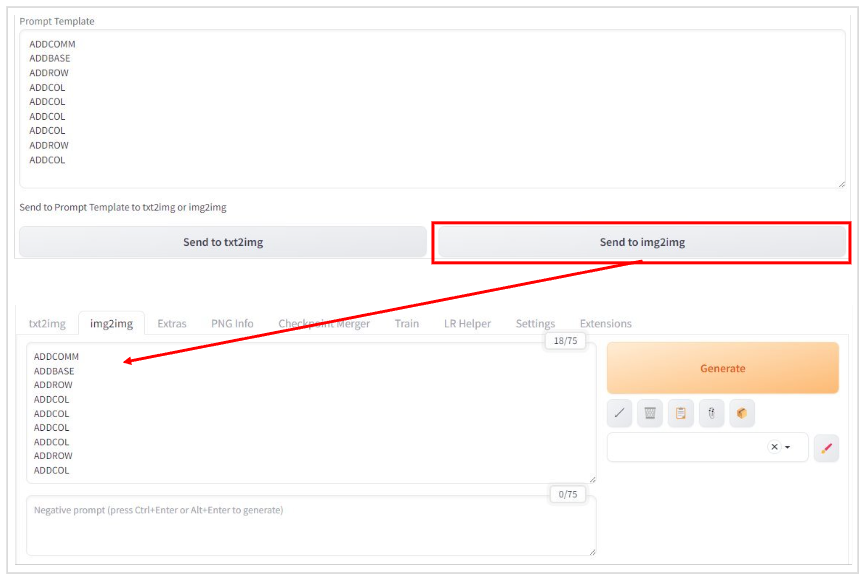 Prompt Template
ADDCOMM
ADDBASE
ADDROW
ADDCOL
ADDCOL
ADDCOL
ADDCOL
ADDROW
ADDCOL
Send to Prompt Template to txt2img or img2img
Send to txt2img Send to img2img
txt2img img2img Extras PNG Info Checkpoint Merger Train LR Helper Settings Extensions
18/75
ADDCOMM
ADDBASE
ADDROW
ADDCOL
ADDCOL
ADDCOL
ADDCOL
ADDROW
ADDCOL
Generate
0/75
Negative prompt (press Ctrl+Enter or Alt+Enter to generate)